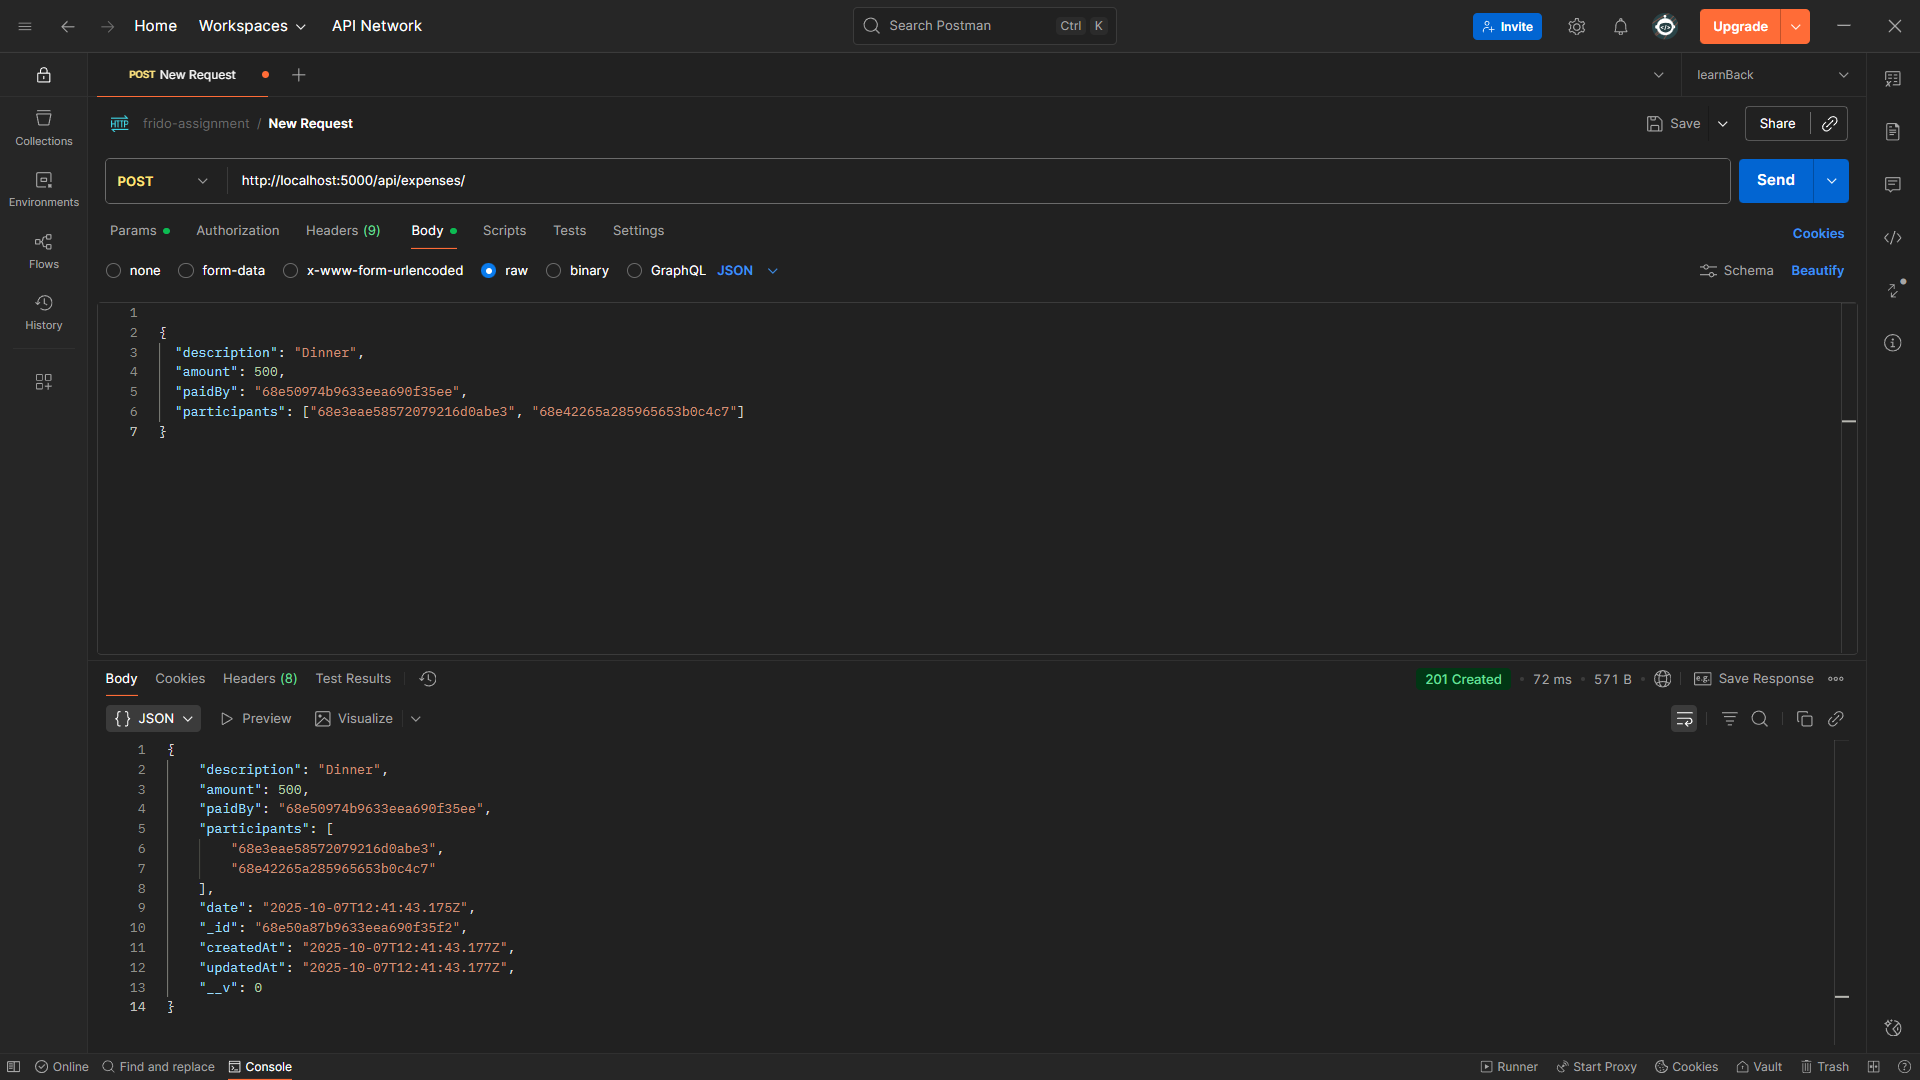 Home Workspaces API Network Search Postman Ctrl K Invite Upgrade
POST New Request learnBack
HTTP frido-assignment / New Request Save Share
Collections
POST http://localhost:5000/api/expenses/ Send
Environments
Params Authorization Headers (9) Body Scripts Tests Settings Cookies
Flows
none form-data x-www-form-urlencoded raw binary GraphQL JSON Schema Beautify
History
1
2 {
3 "description": "Dinner",
4 "amount": 500,
5 "paidBy": "68e50974b9633eea690f35ee",
6 "participants": ["68e3eae58572079216d0abe3", "68e42265a285965653b0c4c7"]
7 }
Body Cookies Headers (8) Test Results 201 Created 72 ms 571 B e.g. Save Response
{} JSON Preview Visualize
1 {
2 "description": "Dinner",
3 "amount": 500,
4 "paidBy": "68e50974b9633eea690f35ee",
5 "participants": [
6 "68e3eae58572079216d0abe3",
7 "68e42265a285965653b0c4c7"
8 ],
9 "date": "2025-10-07T12:41:43.175Z",
10 "_id": "68e50a87b9633eea690f35f2",
11 "createdAt": "2025-10-07T12:41:43.177Z",
12 "updatedAt": "2025-10-07T12:41:43.177Z",
13 "__v": 0
14 }
Online Find and replace Console Runner Start Proxy Cookies Vault Trash